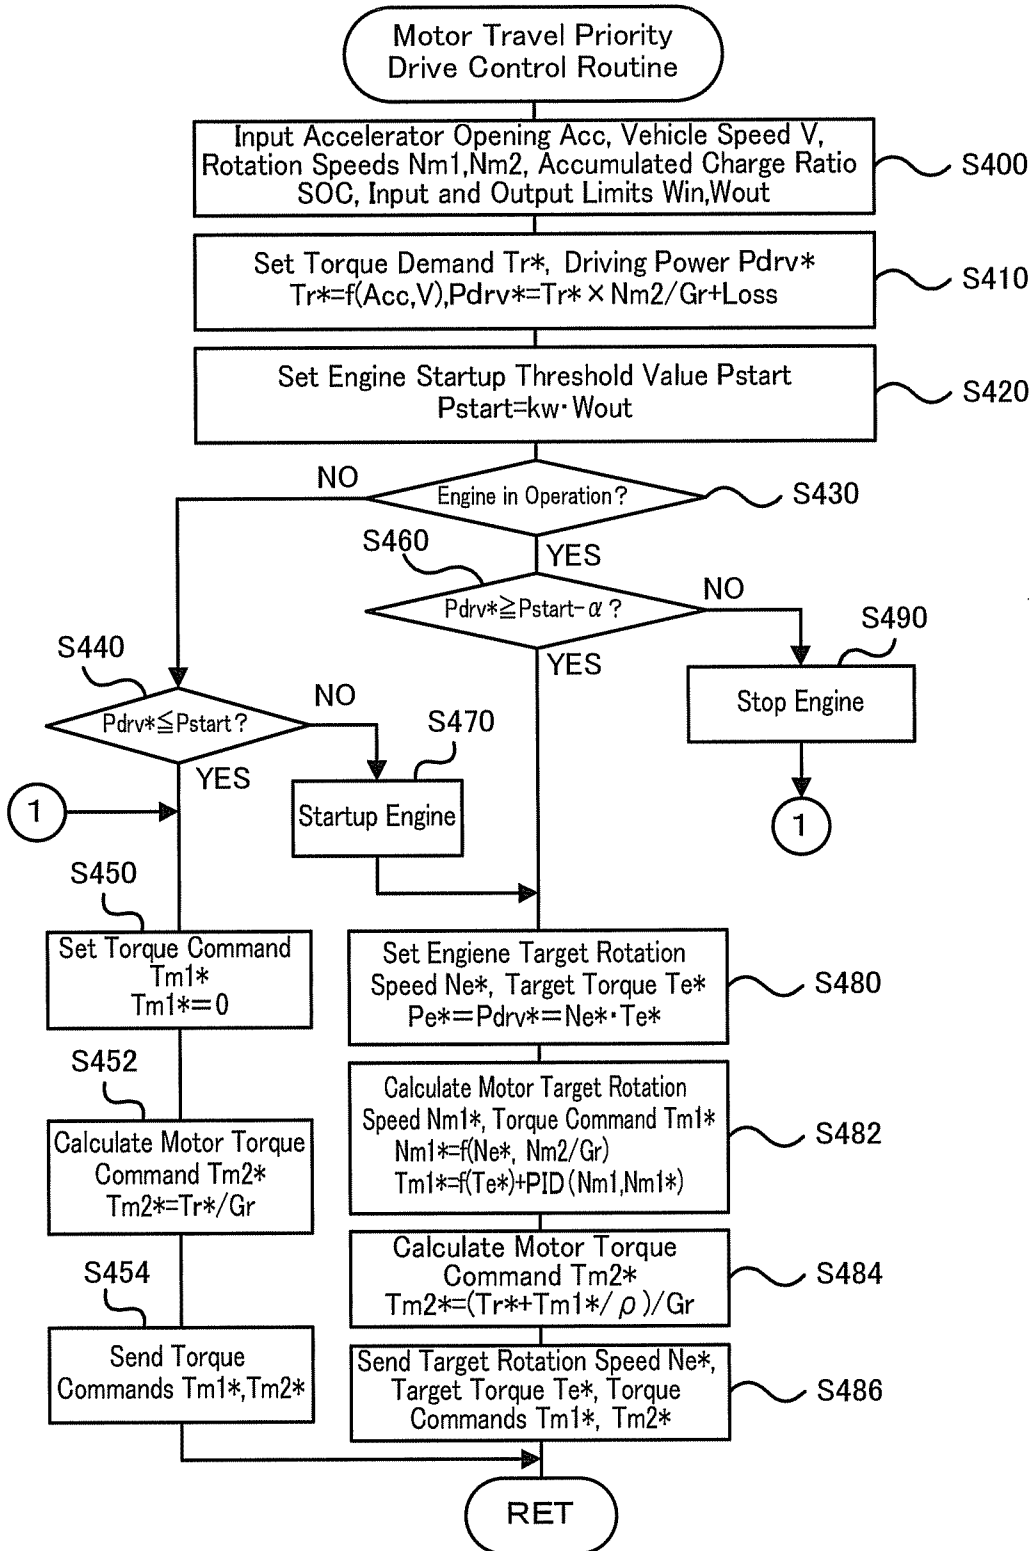 Motor Travel Priority
Drive Control Routine
Input Accelerator Opening Acc, Vehicle Speed V,
Rotation Speeds Nm1,Nm2, Accumulated Charge Ratio
SOC, Input and Output Limits Win,Wout
S400
Set Torque Demand Tr*, Driving Power Pdrv*
Tr*=f(Acc,V),Pdrv*=Tr*×Nm2/Gr+Loss
S410
Set Engine Startup Threshold Value Pstart
Pstart=kw·Wout
S420
NO
Engine in Operation?
S430
S460
YES
Pdrv*≧Pstart-α?
NO
S490
YES
Stop Engine
1
S440
Pdrv*≦Pstart?
NO
S470
YES
Startup Engine
1
S450
Set Torque Command
Tm1*
Tm1*=0
S452
Calculate Motor Torque
Command Tm2*
Tm2*=Tr*/Gr
S454
Send Torque
Commands Tm1*,Tm2*
Set Engiene Target Rotation
Speed Ne*, Target Torque Te*
Pe*=Pdrv*=Ne*·Te*
S480
Calculate Motor Target Rotation
Speed Nm1*, Torque Command Tm1*
Nm1*=f(Ne*, Nm2/Gr)
Tm1*=f(Te*)+PID(Nm1,Nm1*)
S482
Calculate Motor Torque
Command Tm2*
Tm2*=(Tr*+Tm1*/ρ)/Gr
S484
Send Target Rotation Speed Ne*,
Target Torque Te*, Torque
Commands Tm1*, Tm2*
S486
RET